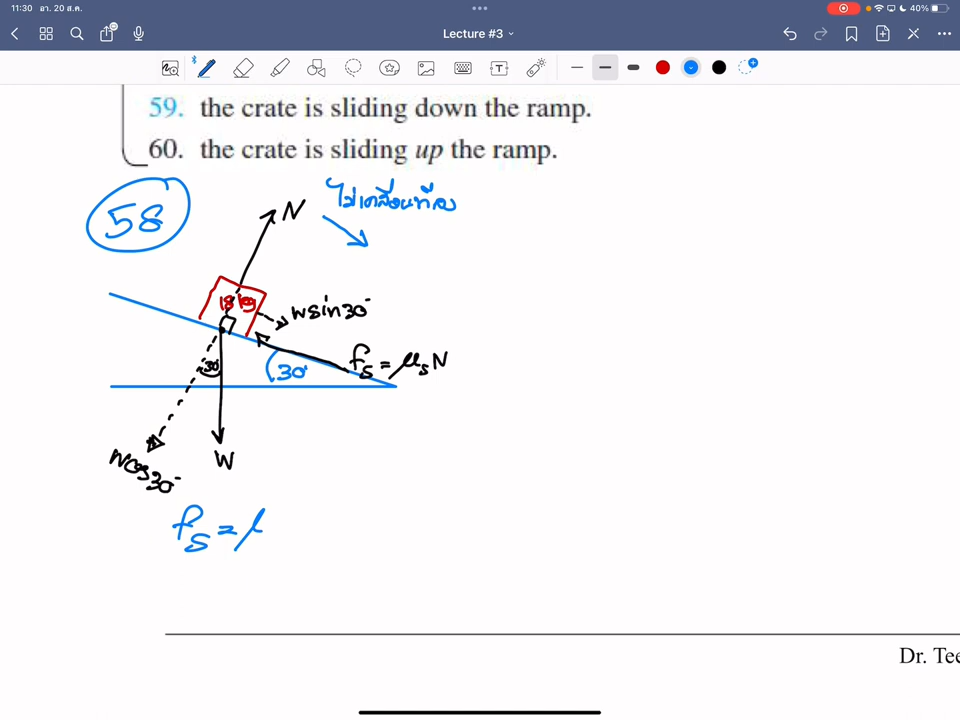 11:30 อา. 20 ส.ค.
40%
Lecture #3
59. the crate is sliding down the ramp.
60. the crate is sliding up the ramp.
58
N
ไม่เคลื่อนที่ลง
18 kg
wsin30°
fs = μsN
30°
30°
W
wcos30°
fs = μ
Dr. Tee